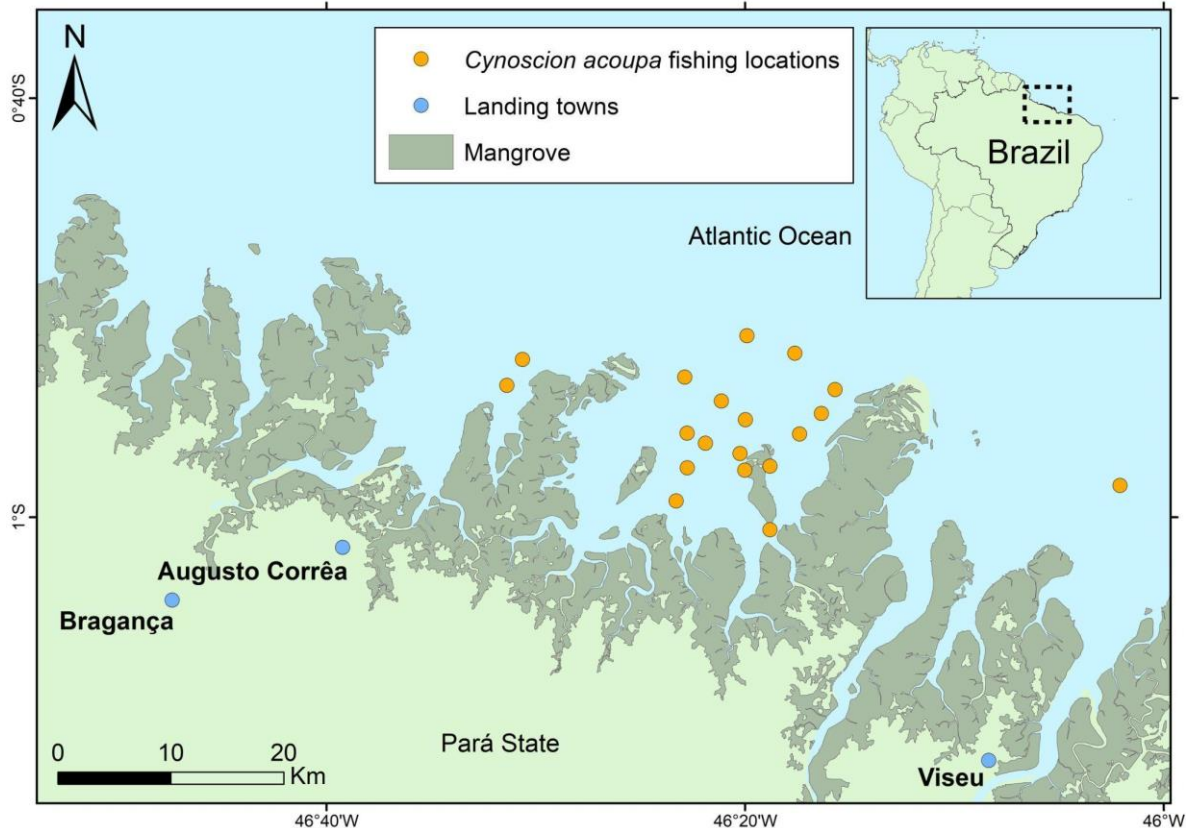 N
Cynoscion acoupa fishing locations
Landing towns
Mangrove
Brazil
0°40'S
Atlantic Ocean
1°S
Augusto Corrêa
Bragança
Pará State
Viseu
0 10 20
Km
46°40'W 46°20'W 46°W